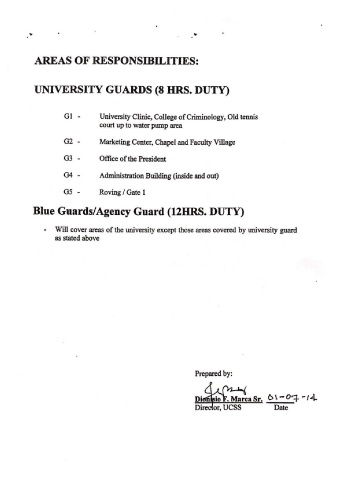 AREAS OF RESPONSIBILITIES:
UNIVERSITY GUARDS (8 HRS. DUTY)
G1 - University Clinic, College of Criminology, Old tennis
court up to water pump area
G2 - Marketing Center, Chapel and Faculty Village
G3 - Office of the President
G4 - Administration Building (inside and out)
G5 - Roving / Gate 1
Blue Guards/Agency Guard (12HRS. DUTY)
- Will cover areas of the university except those areas covered by university guard
as stated above
Prepared by:
Dionisio F. Marca Sr. 01-07-14
Director, UCSS Date